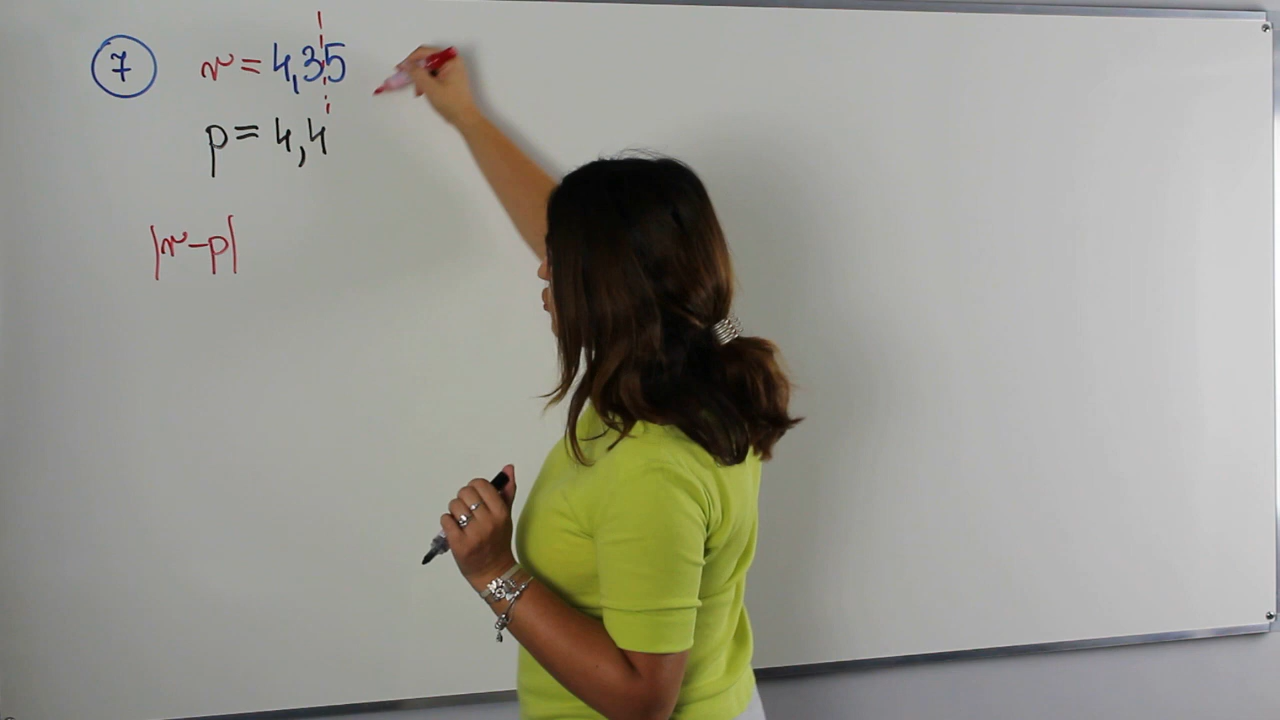 7 r = 4,35
p = 4,4
|r-p|